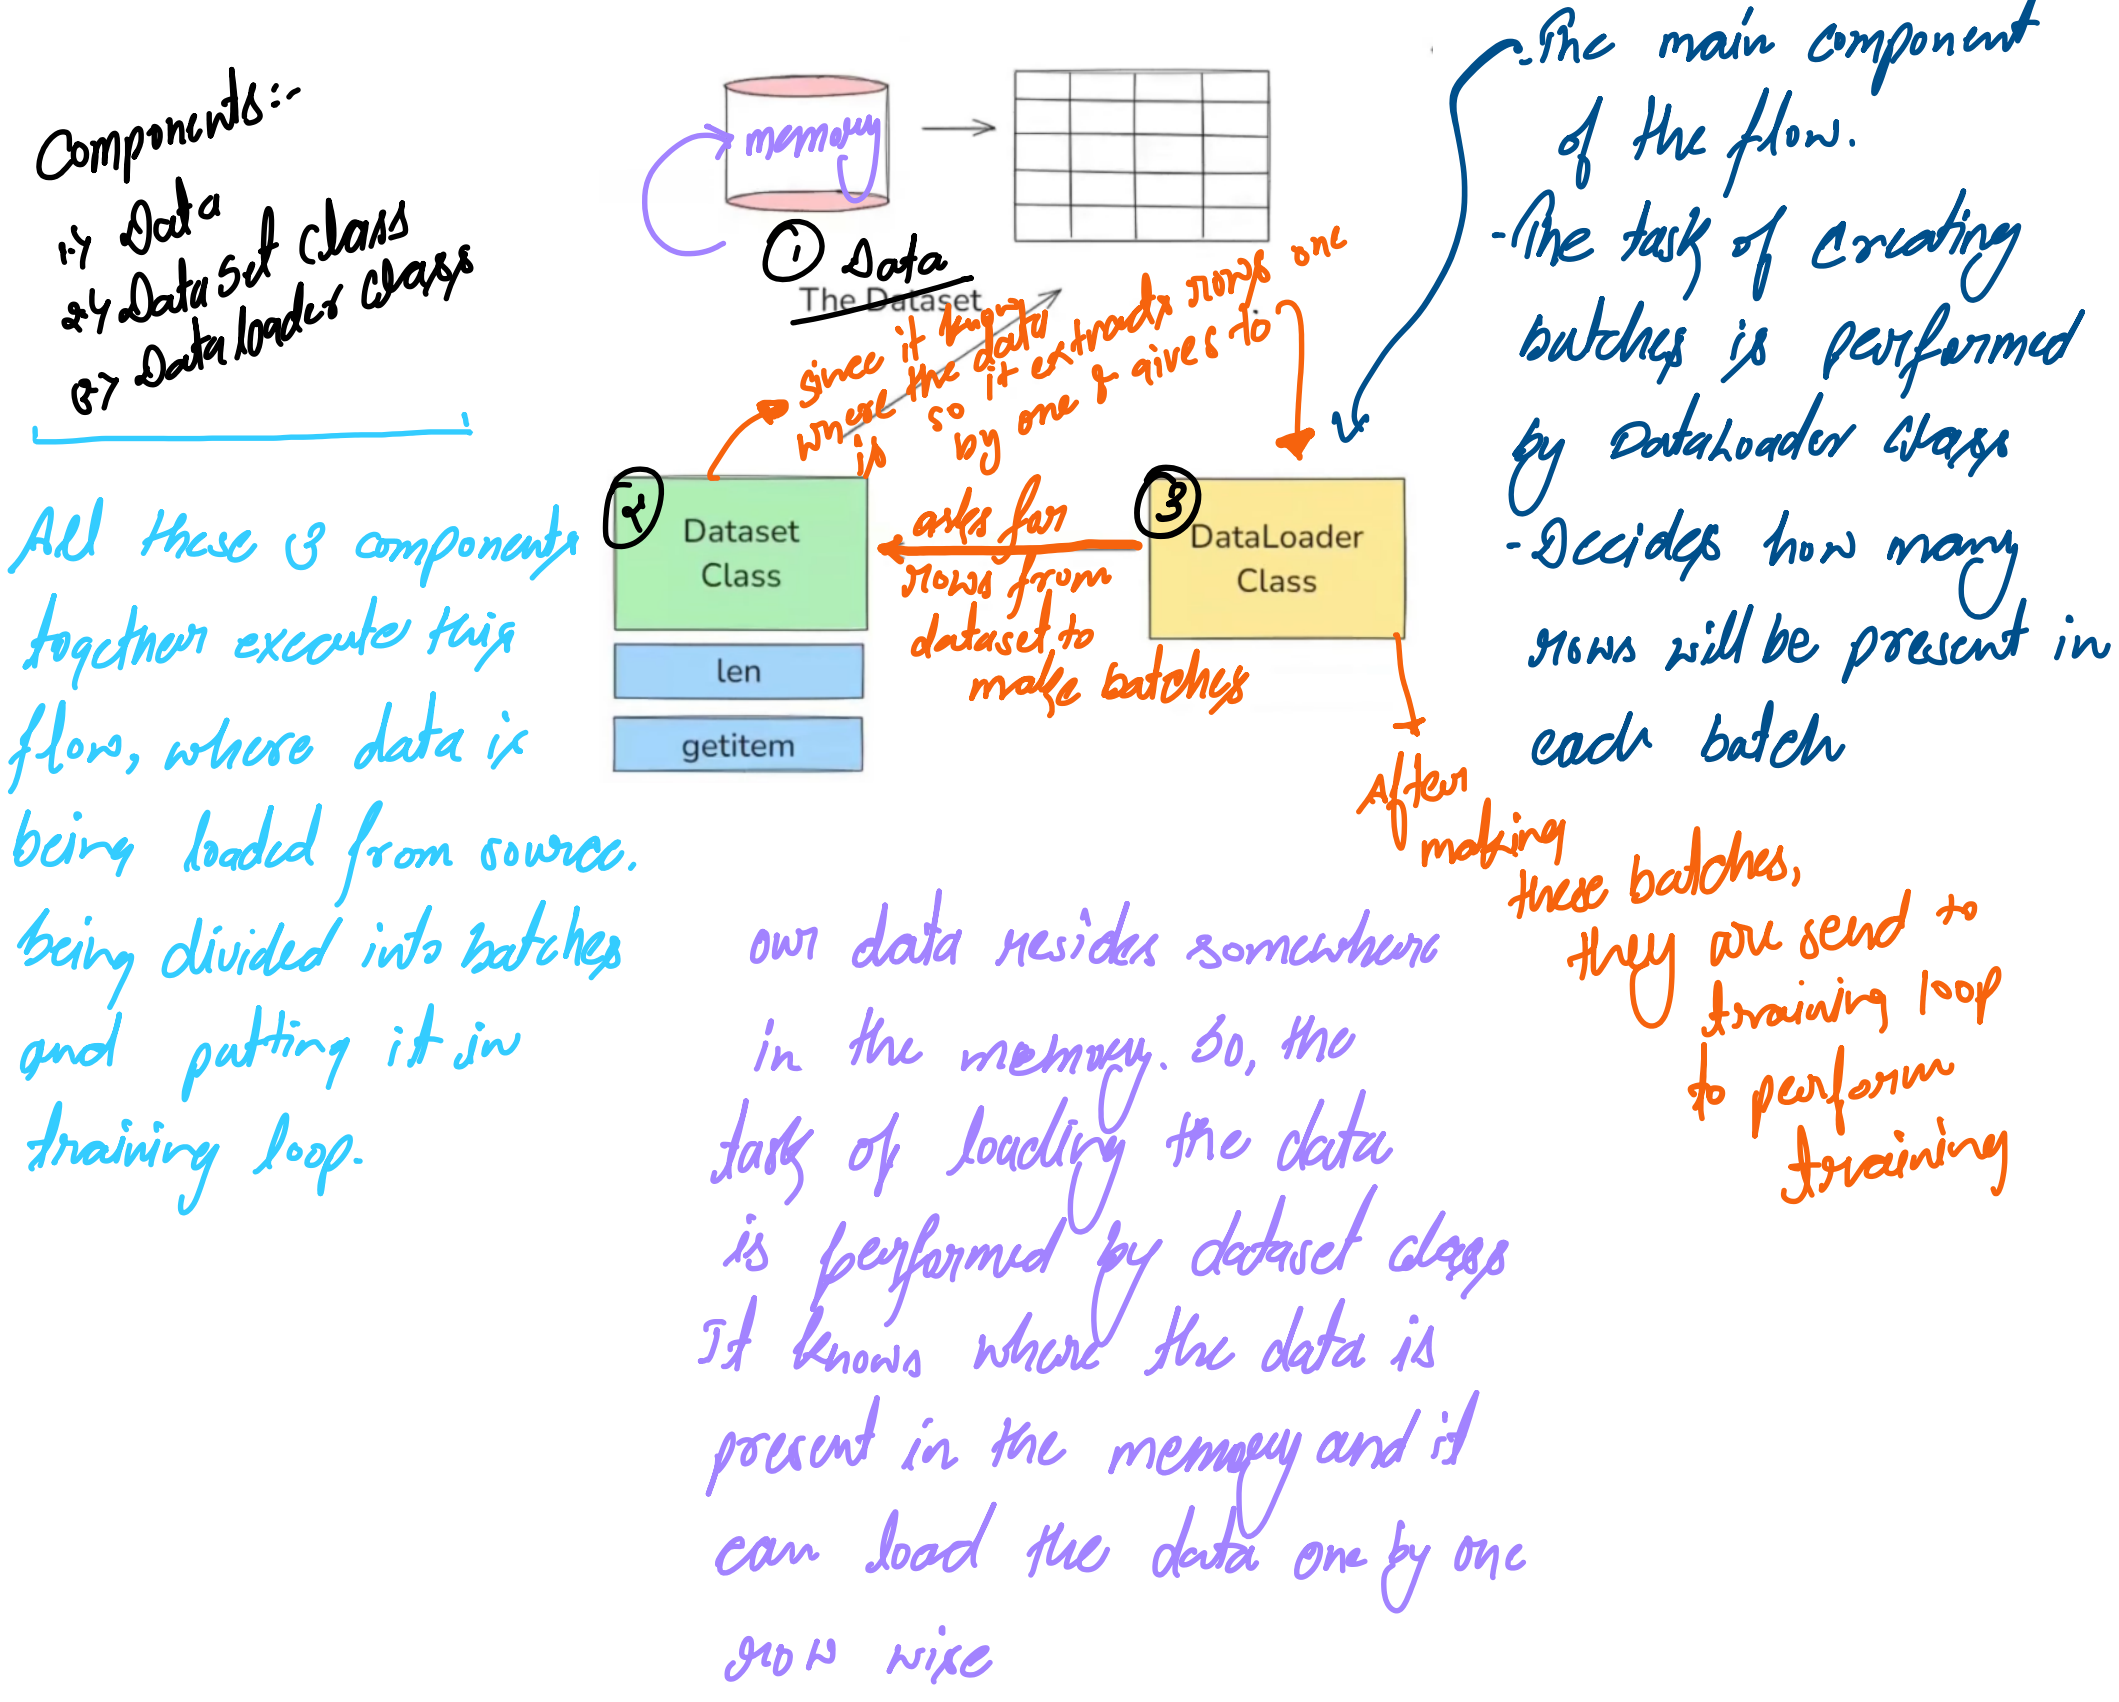 Components:-
1.> Data
2.> Dataset Class
3.> Dataloader Class
All these 3 components
together execute this
flow, where data is
being loaded from source.
being divided into batches
and putting it in
training loop.
memory
① Data
The Dataset
since it knows
where the data
is
so it extracts rows one
by one & gives to
2
Dataset
Class
len
getitem
asks for
rows from
dataset to
make batches
3
DataLoader
Class
- The main component
of the flow.
- The task of creating
batches is performed
by DataLoader Class
- Decides how many
rows will be present in
each batch
After
making
these batches,
they are send to
training loop
to perform
training
our data resides somewhere
in the memory. So, the
task of loading the data
is performed by dataset class
It knows where the data is
present in the memory and it
can load the data one by one
row wise